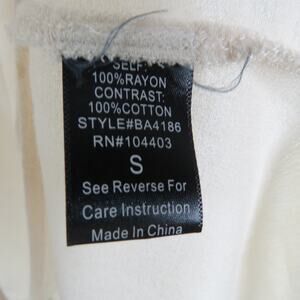 SELF:
100%RAYON
CONTRAST:
100%COTTON
STYLE#BA4186
RN#104403
S
See Reverse For
Care Instruction
Made In China